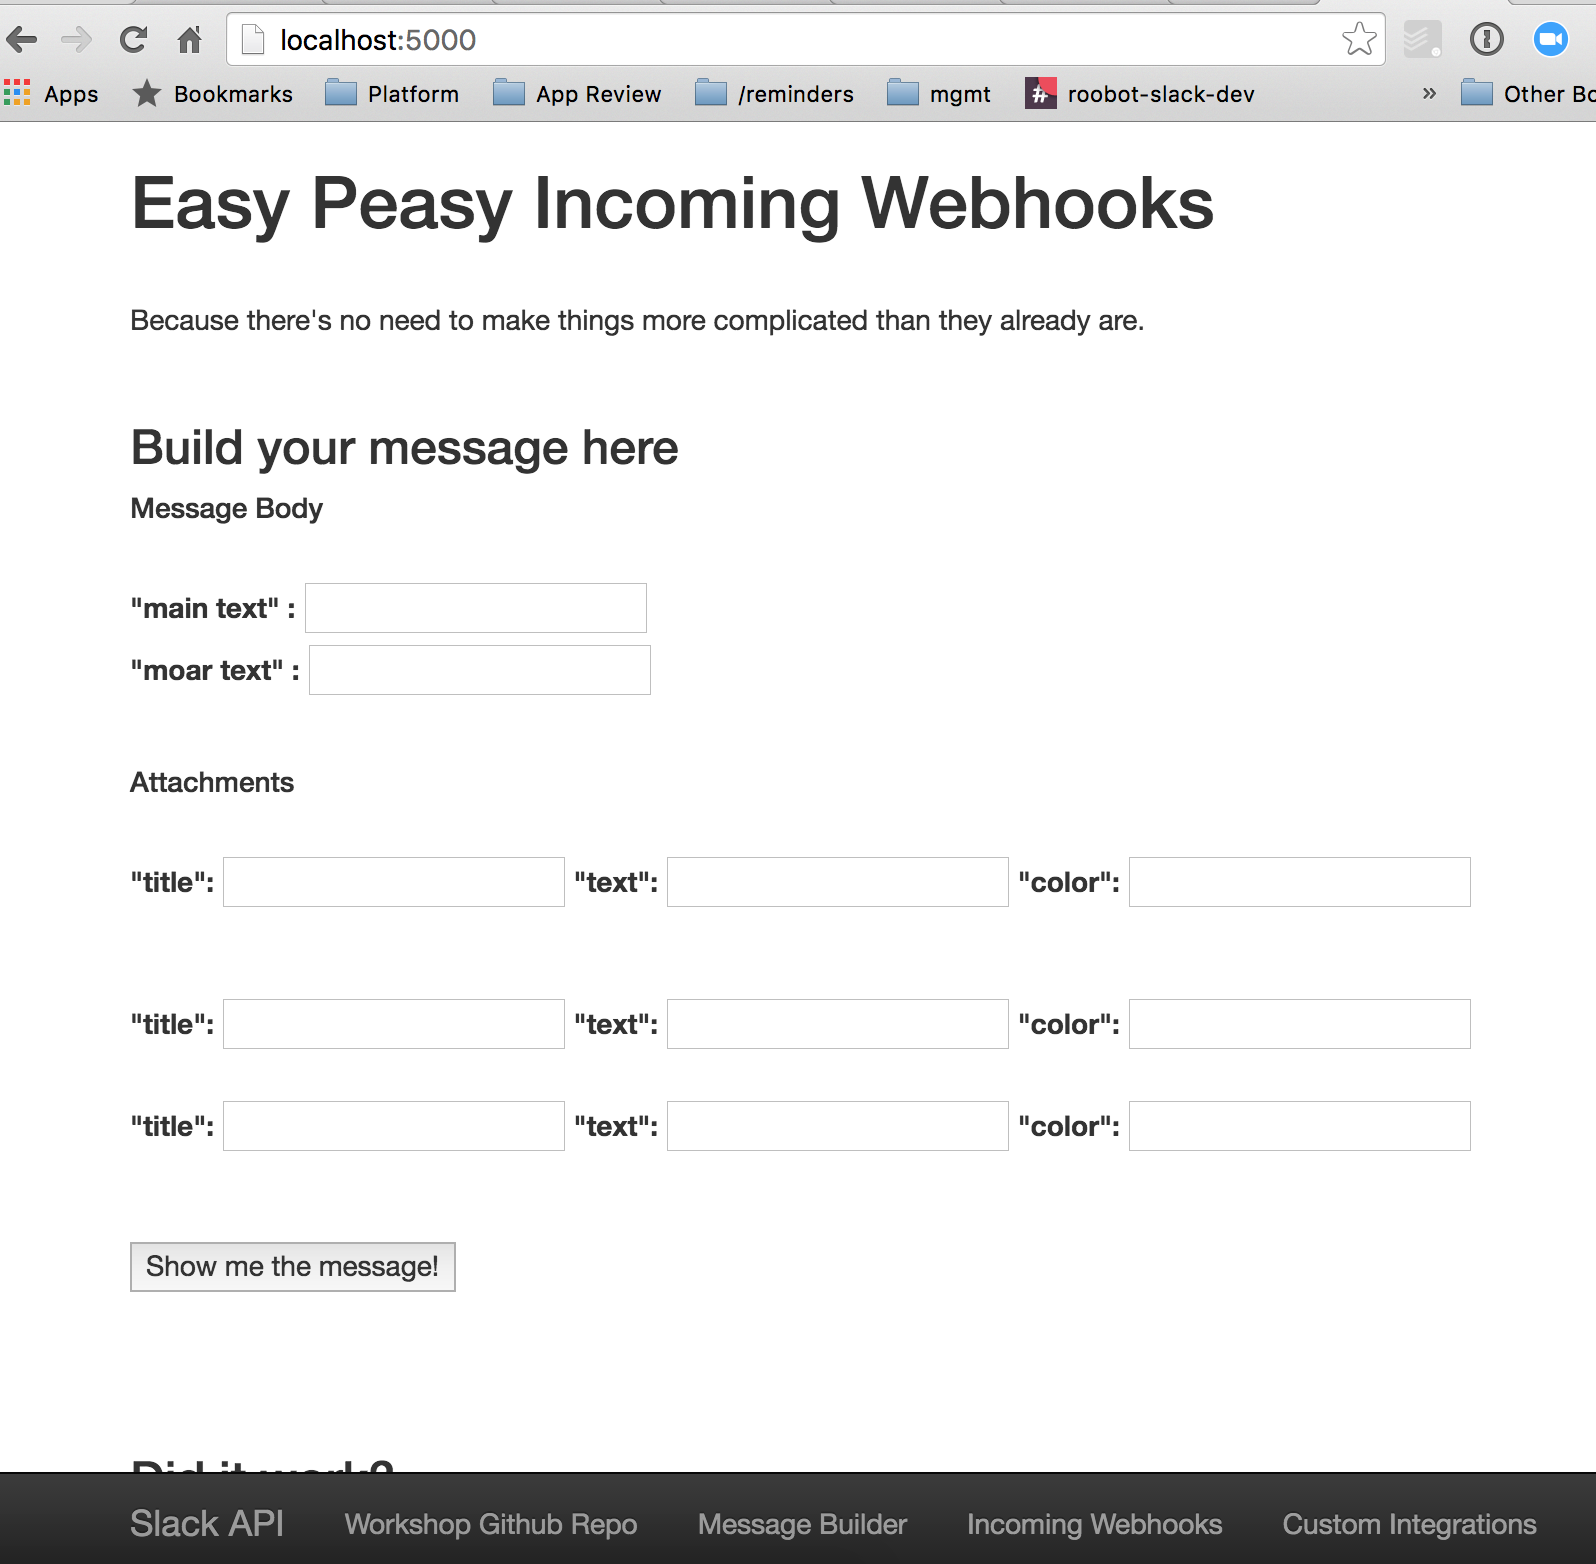 localhost:5000
Apps Bookmarks Platform App Review /reminders mgmt # roobot-slack-dev » Other Bo
Easy Peasy Incoming Webhooks
Because there's no need to make things more complicated than they already are.
Build your message here
Message Body
"main text" :
"moar text" :
Attachments
"title": "text": "color":
"title": "text": "color":
"title": "text": "color":
Show me the message!
Did it work?
Slack API Workshop Github Repo Message Builder Incoming Webhooks Custom Integrations